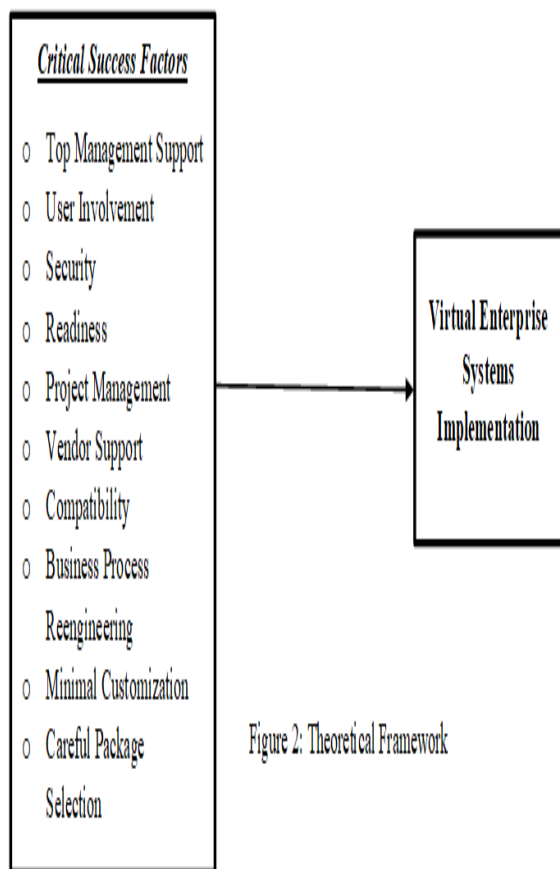 Critical Success Factors
o Top Management Support
o User Involvement
o Security
o Readiness
o Project Management
o Vendor Support
o Compatibility
o Business Process
Reengineering
o Minimal Customization
o Careful Package
Selection
Virtual Enterprise
Systems
Implementation
Figure 2: Theoretical Framework